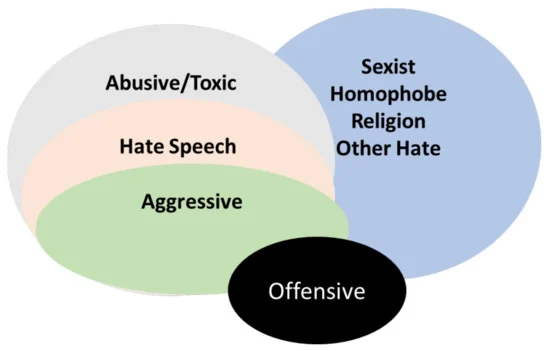 Abusive/Toxic
Hate Speech
Aggressive
Sexist
Homophobe
Religion
Other Hate
Offensive